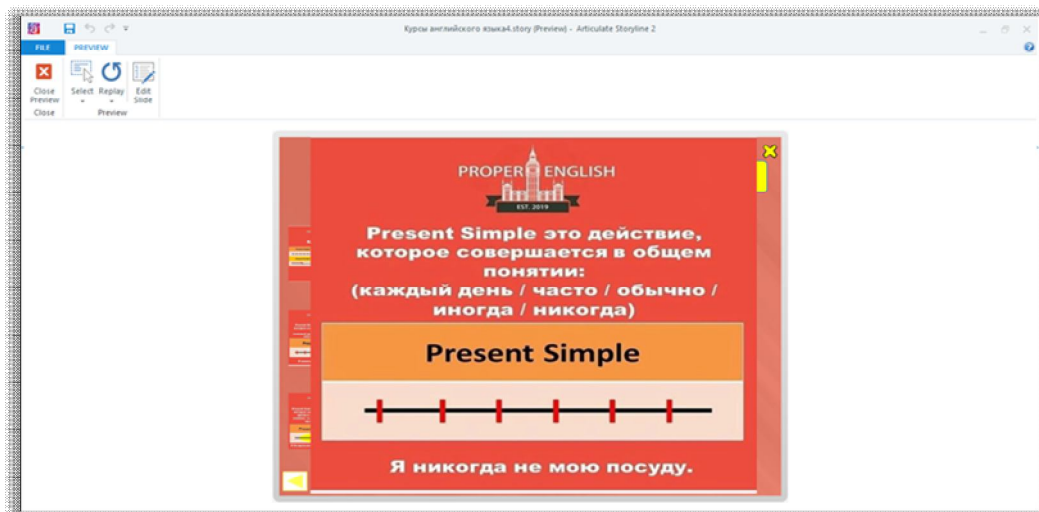 Курсы английского языка4.story (Preview) - Articulate Storyline 2
FILE PREVIEW
Close Preview
Select
Replay
Edit Slide
Close
Preview
PROPER ENGLISH
EST. 2019
Present Simple это действие,
которое совершается в общем
понятии:
(каждый день / часто / обычно /
иногда / никогда)
Present Simple
Я никогда не мою посуду.